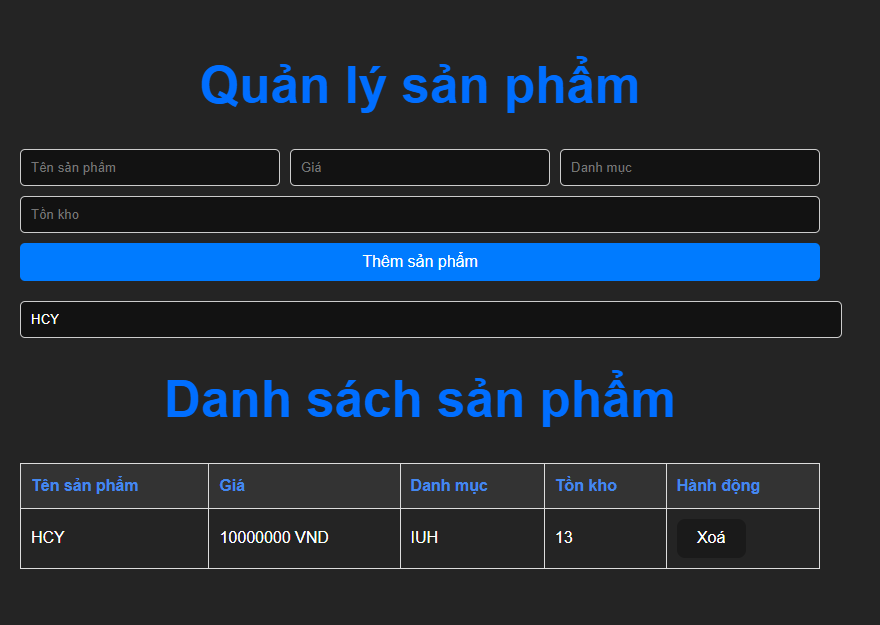 Quản lý sản phẩm
Tên sản phẩm Giá Danh mục
Tồn kho
Thêm sản phẩm
HCY
Danh sách sản phẩm
Tên sản phẩm Giá Danh mục Tồn kho Hành động
HCY 10000000 VND IUH 13 Xoá